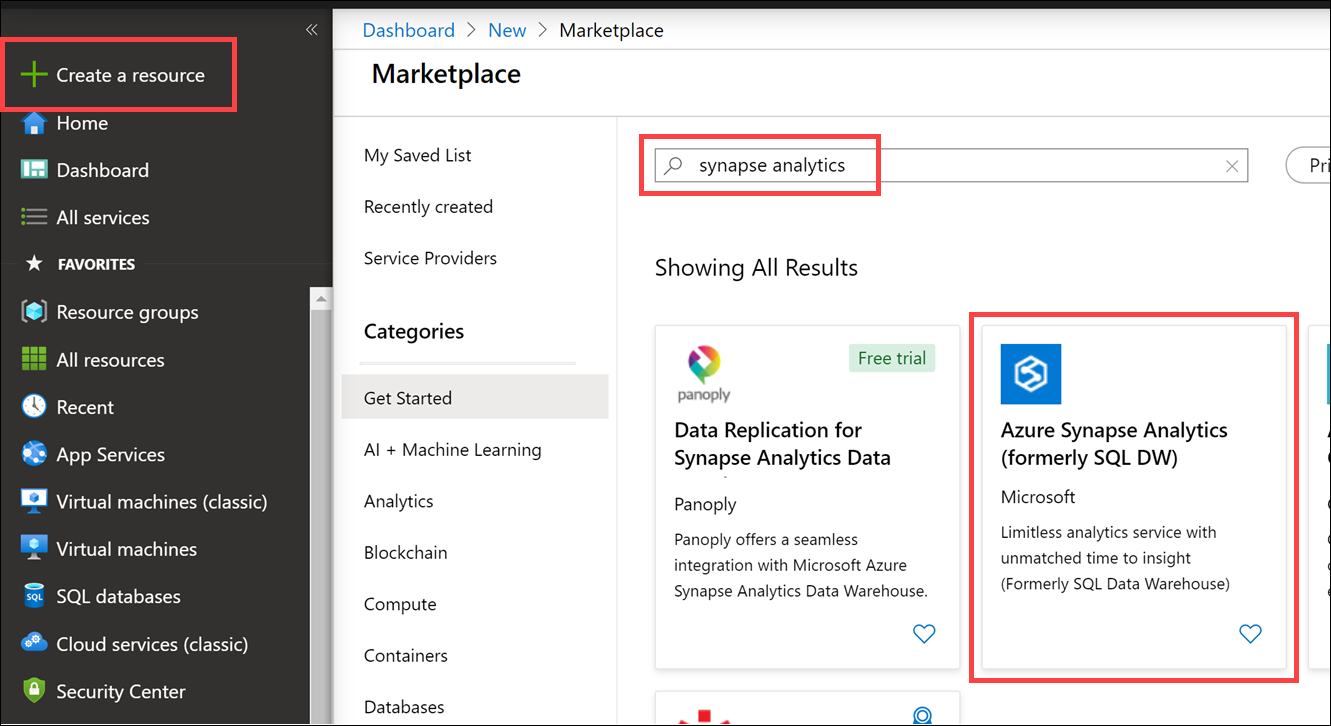 Create a resource
Home
Dashboard
All services
FAVORITES
Resource groups
All resources
Recent
App Services
Virtual machines (classic)
Virtual machines
SQL databases
Cloud services (classic)
Security Center
Dashboard > New > Marketplace
Marketplace
My Saved List
Recently created
Service Providers
Categories
Get Started
AI + Machine Learning
Analytics
Blockchain
Compute
Containers
Databases
synapse analytics
Showing All Results
panoply
Free trial
Data Replication for
Synapse Analytics Data
Panoply
Panoply offers a seamless
integration with Microsoft Azure
Synapse Analytics Data Warehouse.
Azure Synapse Analytics
(formerly SQL DW)
Microsoft
Limitless analytics service with
unmatched time to insight
(Formerly SQL Data Warehouse)